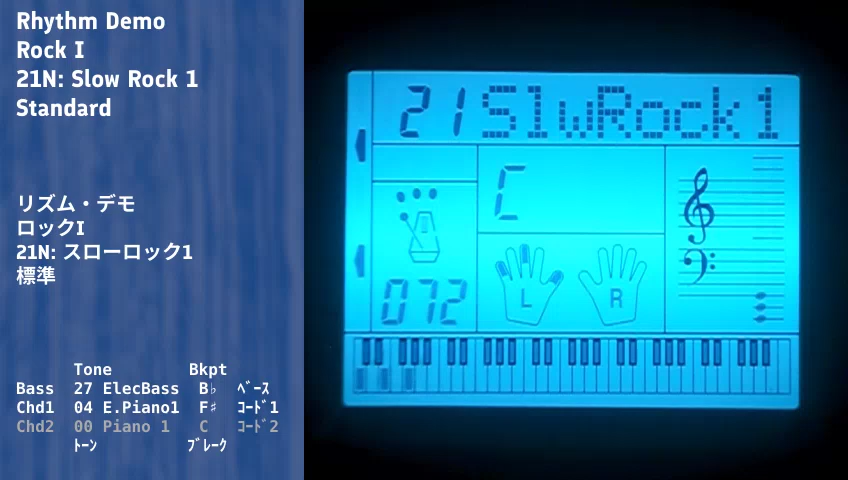 Rhythm Demo
Rock I
21N: Slow Rock 1
Standard
リズム・デモ
ロックI
21N: スローロック1
標準
Tone Bkpt
Bass 27 ElecBass B♭ ﾍﾞｰｽ
Chd1 04 E.Piano1 F♯ ｺｰﾄﾞ1
Chd2 00 Piano 1 C ｺｰﾄﾞ2
ﾄｰﾝ ﾌﾞﾚｰｸ
21 SlwRock1
C
L R
072